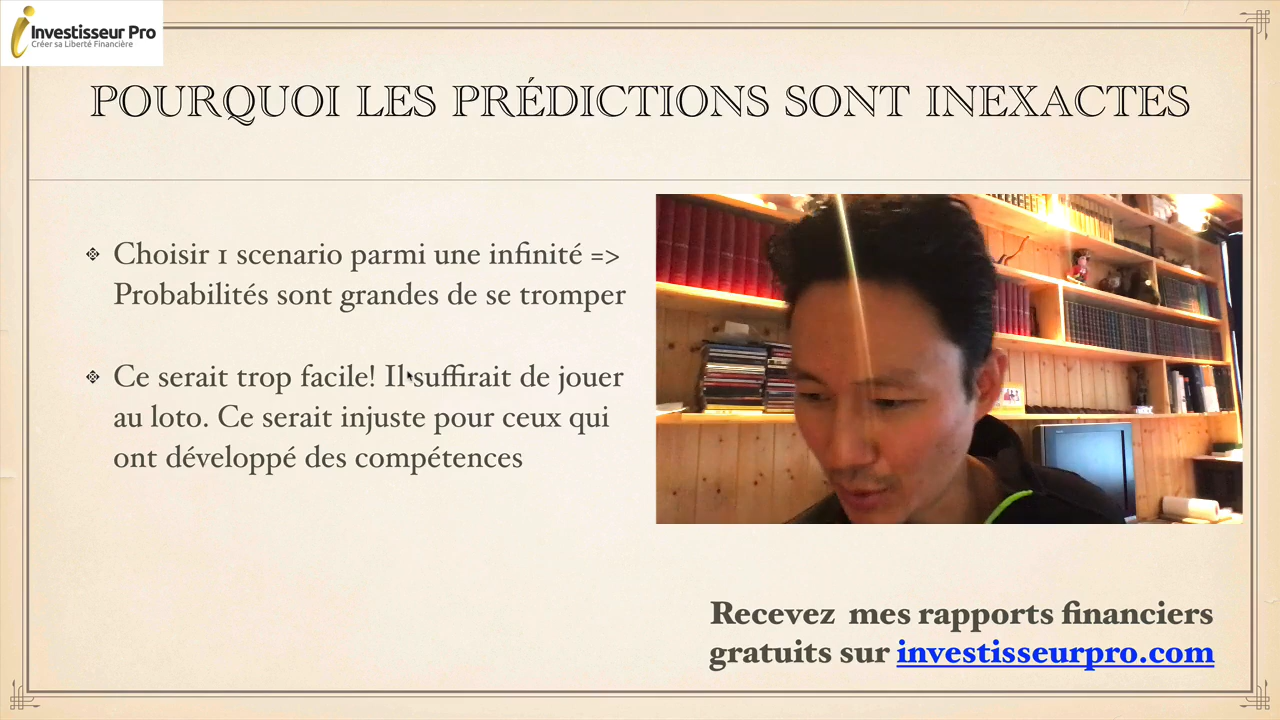 Investisseur Pro
Créer sa Liberté Financière
POURQUOI LES PRÉDICTIONS SONT INEXACTES
Choisir 1 scenario parmi une infinité =>
Probabilités sont grandes de se tromper
Ce serait trop facile! Il suffirait de jouer
au loto. Ce serait injuste pour ceux qui
ont développé des compétences
Recevez mes rapports financiers
gratuits sur investisseurpro.com